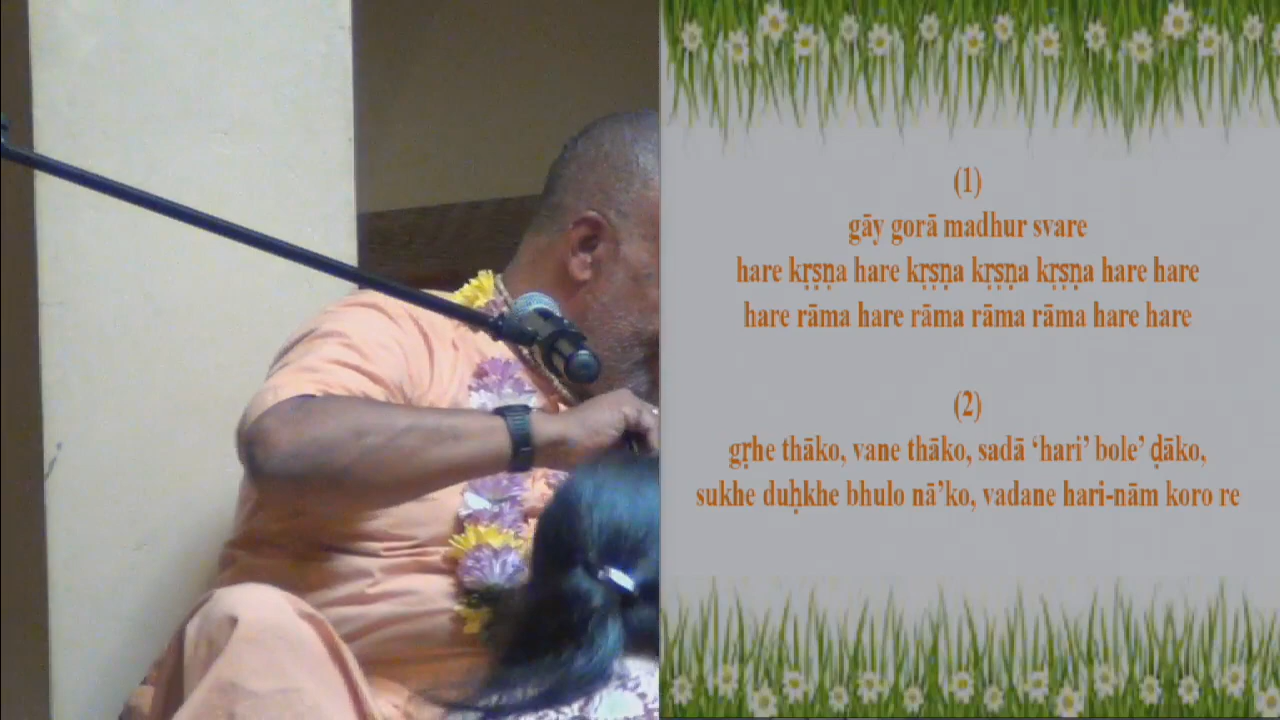 (1)
gāy gorā madhur svare
hare kṛṣṇa hare kṛṣṇa kṛṣṇa kṛṣṇa hare hare
hare rāma hare rāma rāma rāma hare hare
(2)
gṛhe thāko, vane thāko, sadā ‘hari’ bole’ ḍāko,
sukhe duḥkhe bhulo nā’ko, vadane hari-nām koro re